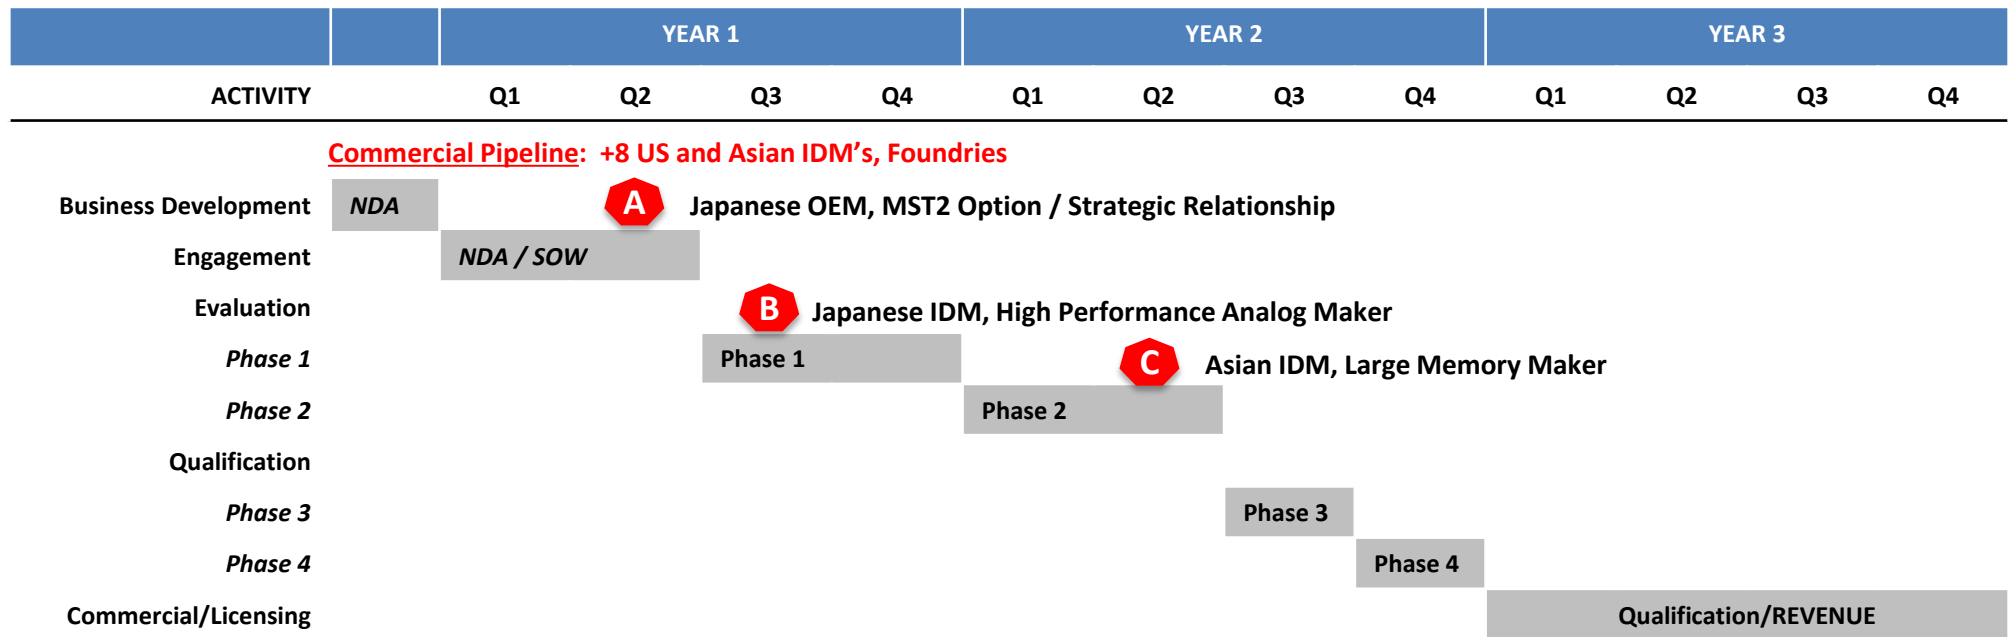 YEAR 1 YEAR 2 YEAR 3
ACTIVITY Q1 Q2 Q3 Q4 Q1 Q2 Q3 Q4 Q1 Q2 Q3 Q4
Commercial Pipeline: +8 US and Asian IDM’s, Foundries
Business Development NDA A Japanese OEM, MST2 Option / Strategic Relationship
Engagement NDA / SOW
Evaluation B Japanese IDM, High Performance Analog Maker
Phase 1 Phase 1 C Asian IDM, Large Memory Maker
Phase 2 Phase 2
Qualification
Phase 3 Phase 3
Phase 4 Phase 4
Commercial/Licensing Qualification/REVENUE